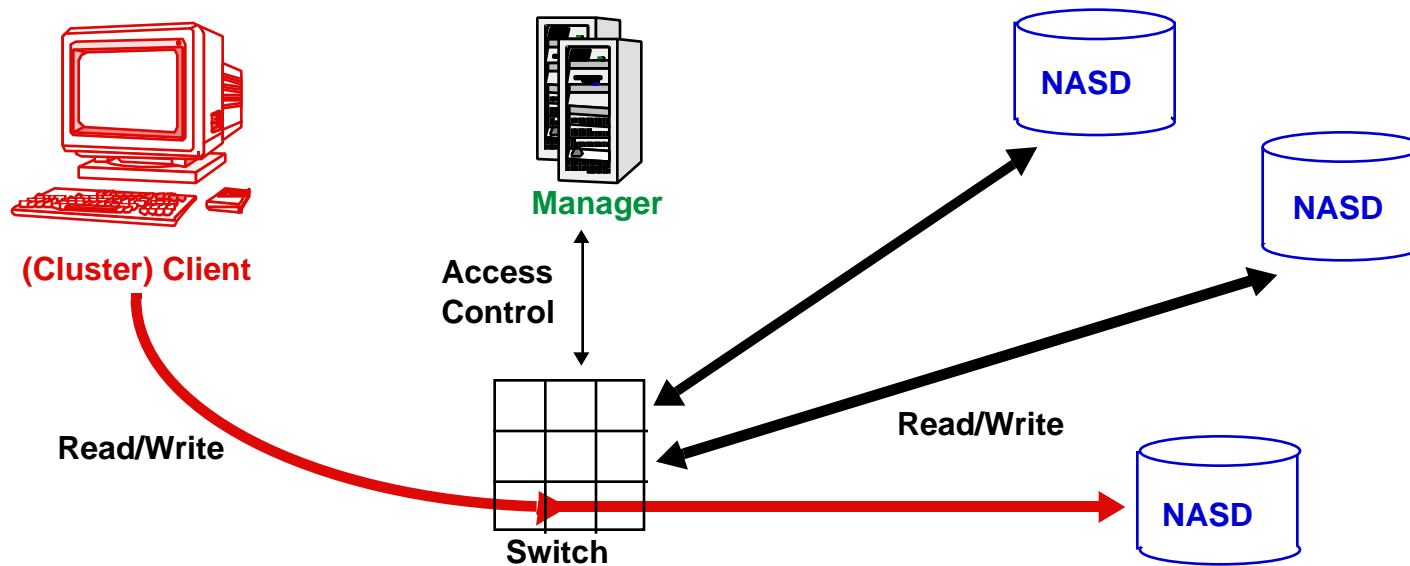 NASD
NASD
Manager
(Cluster) Client
Access
Control
Read/Write
Read/Write
NASD
Switch